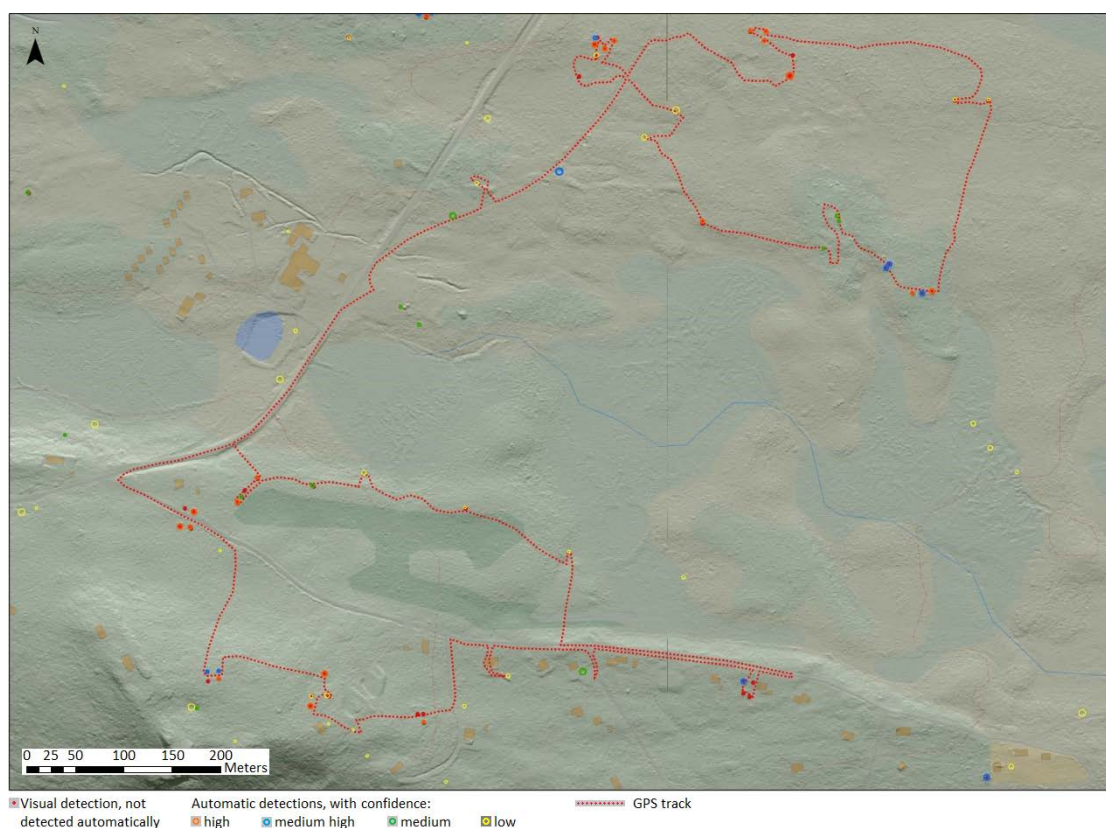 N
0 25 50 100 150 200
Meters
Visual detection, not detected automatically
Automatic detections, with confidence:
high medium high medium low
GPS track